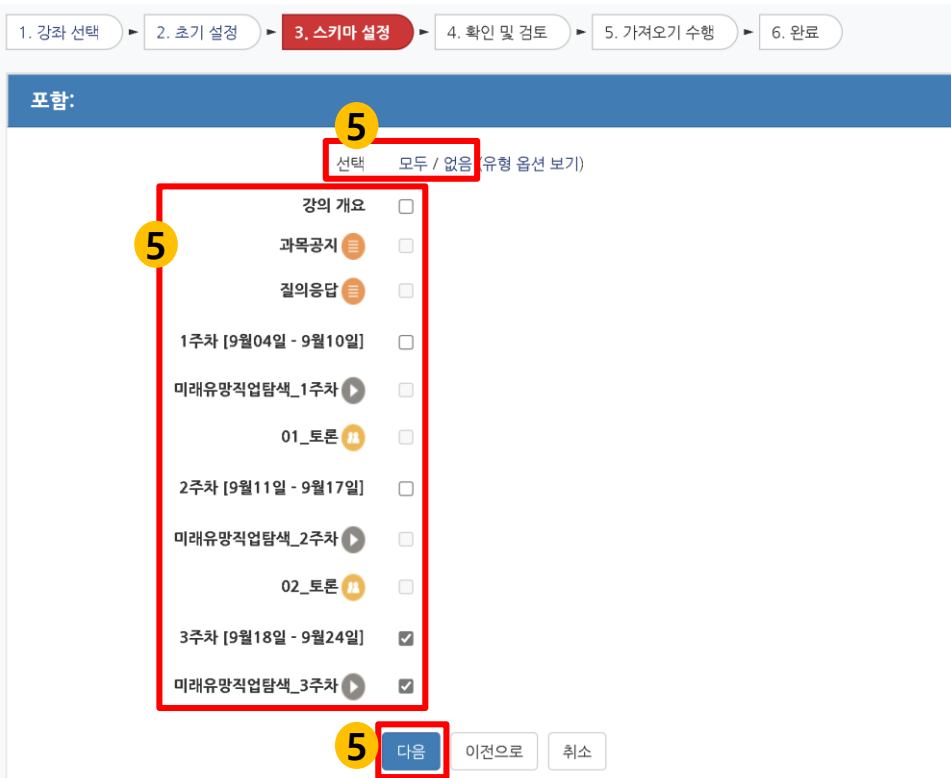 1. 강좌 선택 ► 2. 초기 설정 ► 3. 스키마 설정 ► 4. 확인 및 검토 ► 5. 가져오기 수행 ► 6. 완료
포함:
5
선택 모두 / 없음 (유형 옵션 보기)
강의 개요
5
과목공지
질의응답
1주차 [9월04일 - 9월10일]
미래유망직업탐색_1주차
01_토론
2주차 [9월11일 - 9월17일]
미래유망직업탐색_2주차
02_토론
3주차 [9월18일 - 9월24일]
미래유망직업탐색_3주차
5 다음 이전으로 취소